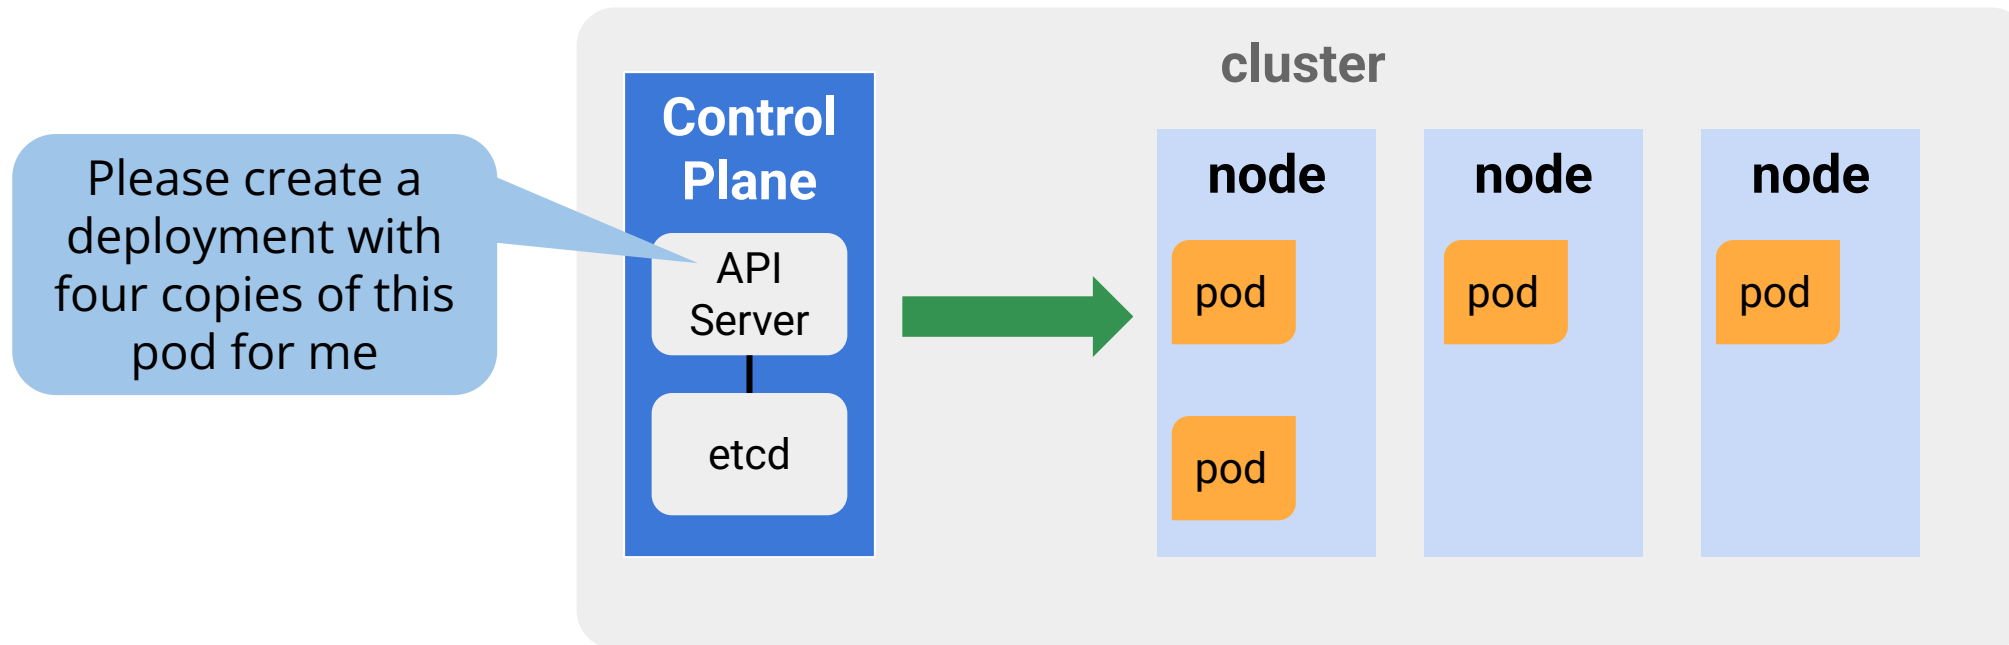 Please create a
deployment with
four copies of this
pod for me
cluster
Control
Plane
API
Server
etcd
node
pod
pod
node
pod
node
pod